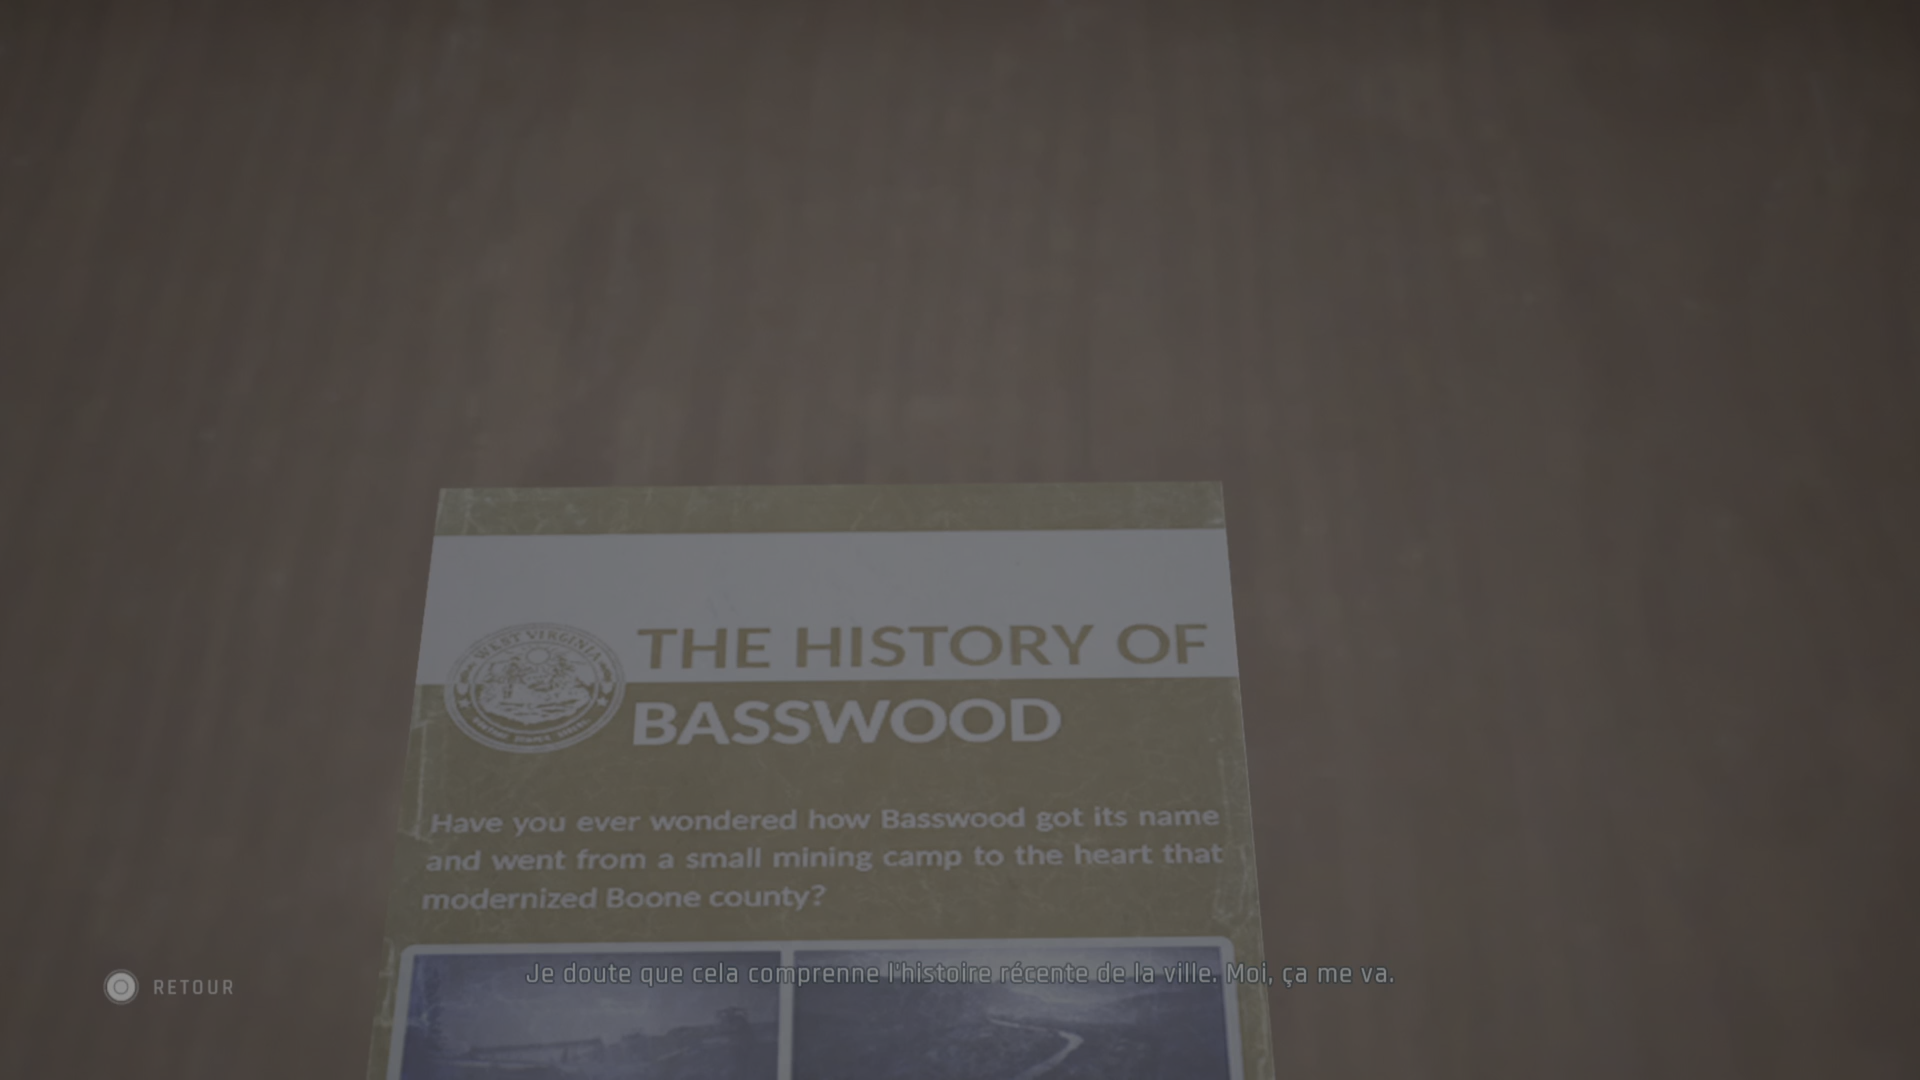 WEST VIRGINIA
THE HISTORY OF
BASSWOOD
Have you ever wondered how Basswood got its name
and went from a small mining camp to the heart that
modernized Boone county?
Je doute que cela comprenne l'histoire récente de la ville. Moi, ça me va.
RETOUR